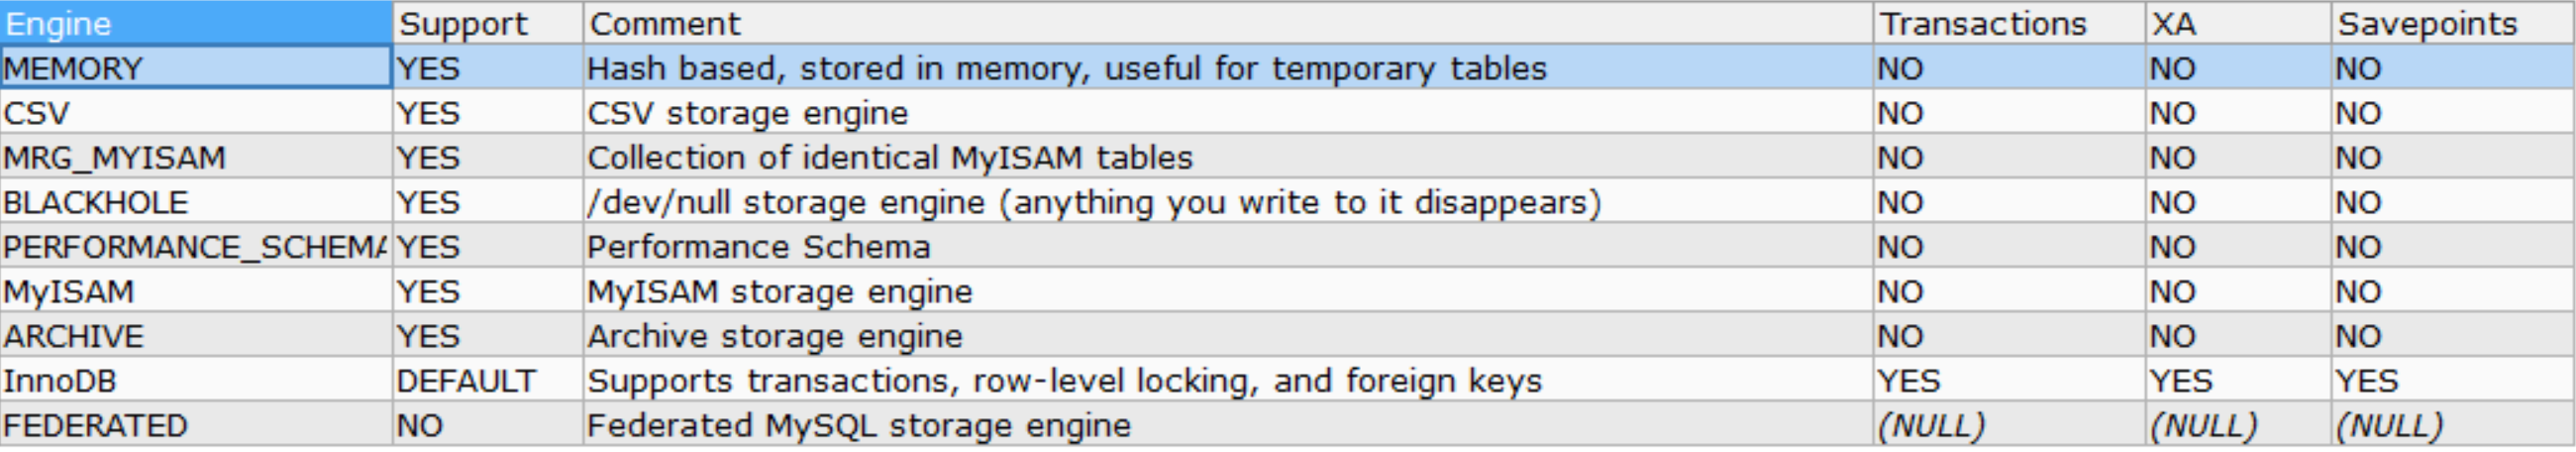 Engine Support Comment Transactions XA Savepoints
MEMORY YES Hash based, stored in memory, useful for temporary tables NO NO NO
CSV YES CSV storage engine NO NO NO
MRG_MYISAM YES Collection of identical MyISAM tables NO NO NO
BLACKHOLE YES /dev/null storage engine (anything you write to it disappears) NO NO NO
PERFORMANCE_SCHEMA YES Performance Schema NO NO NO
MyISAM YES MyISAM storage engine NO NO NO
ARCHIVE YES Archive storage engine NO NO NO
InnoDB DEFAULT Supports transactions, row-level locking, and foreign keys YES YES YES
FEDERATED NO Federated MySQL storage engine (NULL) (NULL) (NULL)